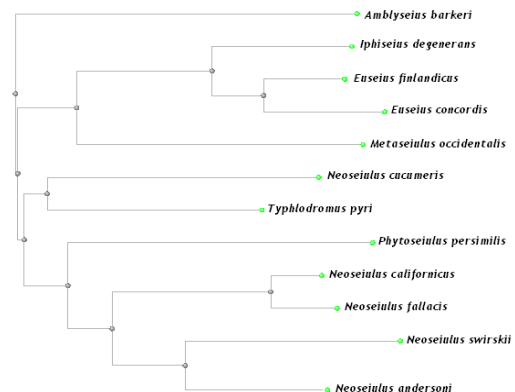 Amblyseius barkeri
Iphiseius degenerans
Euseius finlandicus
Euseius concordis
Metaseiulus occidentalis
Neoseiulus cucumeris
Typhlodromus pyri
Phytoseiulus persimilis
Neoseiulus californicus
Neoseiulus fallacis
Neoseiulus swirskii
Neoseiulus andersoni